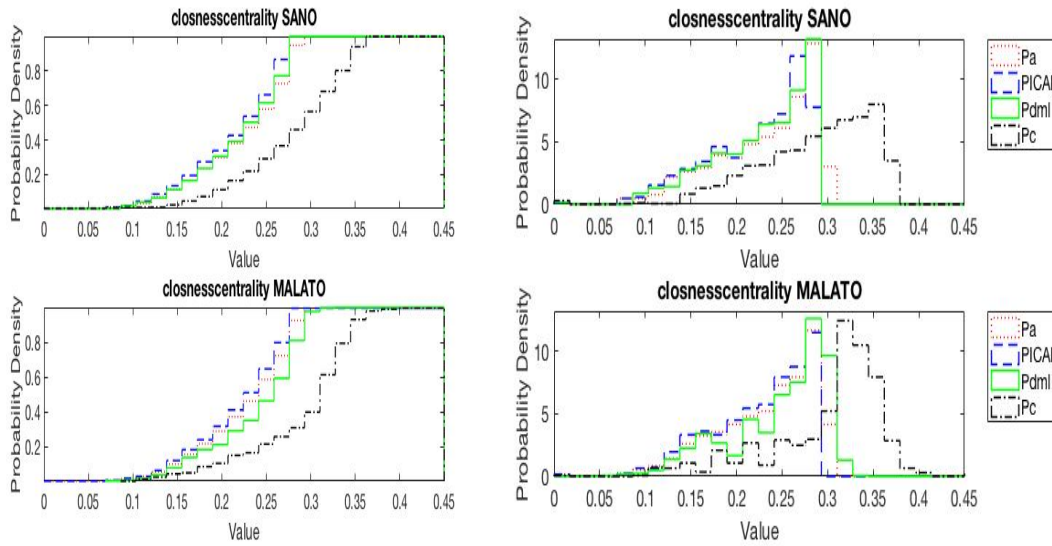 closnesscentrality SANO
Probability Density
0.8
0.6
0.4
0.2
0 0.05 0.1 0.15 0.2 0.25 0.3 0.35 0.4 0.45
Value
closnesscentrality SANO
Probability Density
10
5
0
0 0.05 0.1 0.15 0.2 0.25 0.3 0.35 0.4 0.45
Value
Pa
PICAI
Pdml
Pc
closnesscentrality MALATO
Probability Density
0.8
0.6
0.4
0.2
0 0.05 0.1 0.15 0.2 0.25 0.3 0.35 0.4 0.45
Value
closnesscentrality MALATO
Probability Density
10
5
0
0 0.05 0.1 0.15 0.2 0.25 0.3 0.35 0.4 0.45
Value
Pa
PICAI
Pdml
Pc